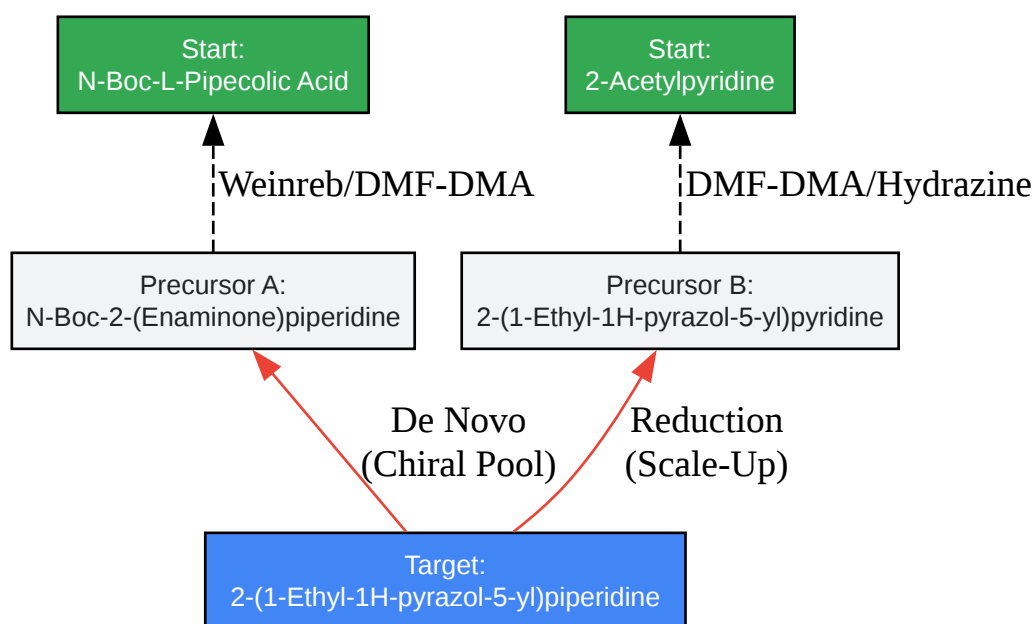 Start:
N-Boc-L-Pipecolic Acid
Start:
2-Acetylpyridine
Weinreb/DMF-DMA
DMF-DMA/Hydrazine
Precursor A:
N-Boc-2-(Enaminone)piperidine
Precursor B:
2-(1-Ethyl-1H-pyrazol-5-yl)pyridine
De Novo
(Chiral Pool)
Reduction
(Scale-Up)
Target:
2-(1-Ethyl-1H-pyrazol-5-yl)piperidine